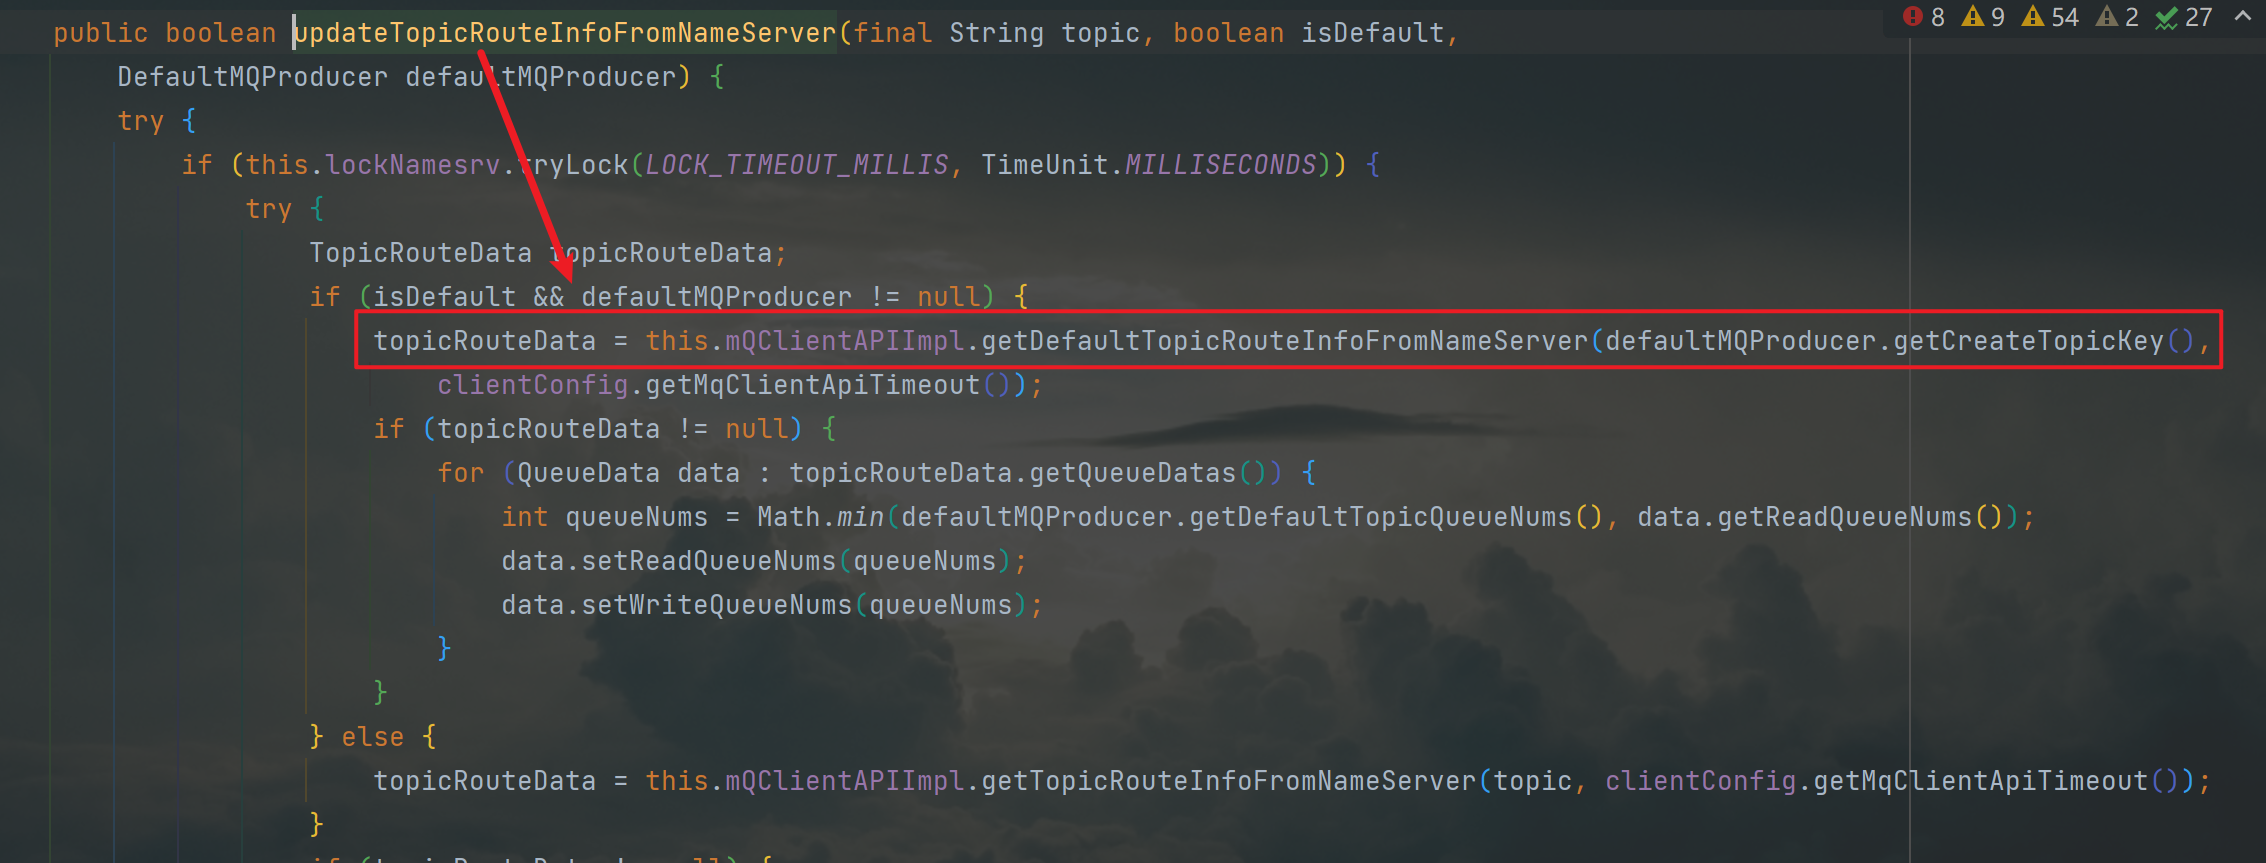 public boolean updateTopicRouteInfoFromNameServer(final String topic, boolean isDefault,
8 9 54 2 27
DefaultMQProducer defaultMQProducer) {
try {
if (this.lockNamesrv.tryLock(LOCK_TIMEOUT_MILLIS, TimeUnit.MILLISECONDS)) {
try {
TopicRouteData topicRouteData;
if (isDefault && defaultMQProducer != null) {
topicRouteData = this.mQClientAPIImpl.getDefaultTopicRouteInfoFromNameServer(defaultMQProducer.getCreateTopicKey(),
clientConfig.getMqClientApiTimeout());
if (topicRouteData != null) {
for (QueueData data : topicRouteData.getQueueDatas()) {
int queueNums = Math.min(defaultMQProducer.getDefaultTopicQueueNums(), data.getReadQueueNums());
data.setReadQueueNums(queueNums);
data.setWriteQueueNums(queueNums);
}
}
} else {
topicRouteData = this.mQClientAPIImpl.getTopicRouteInfoFromNameServer(topic, clientConfig.getMqClientApiTimeout());
}